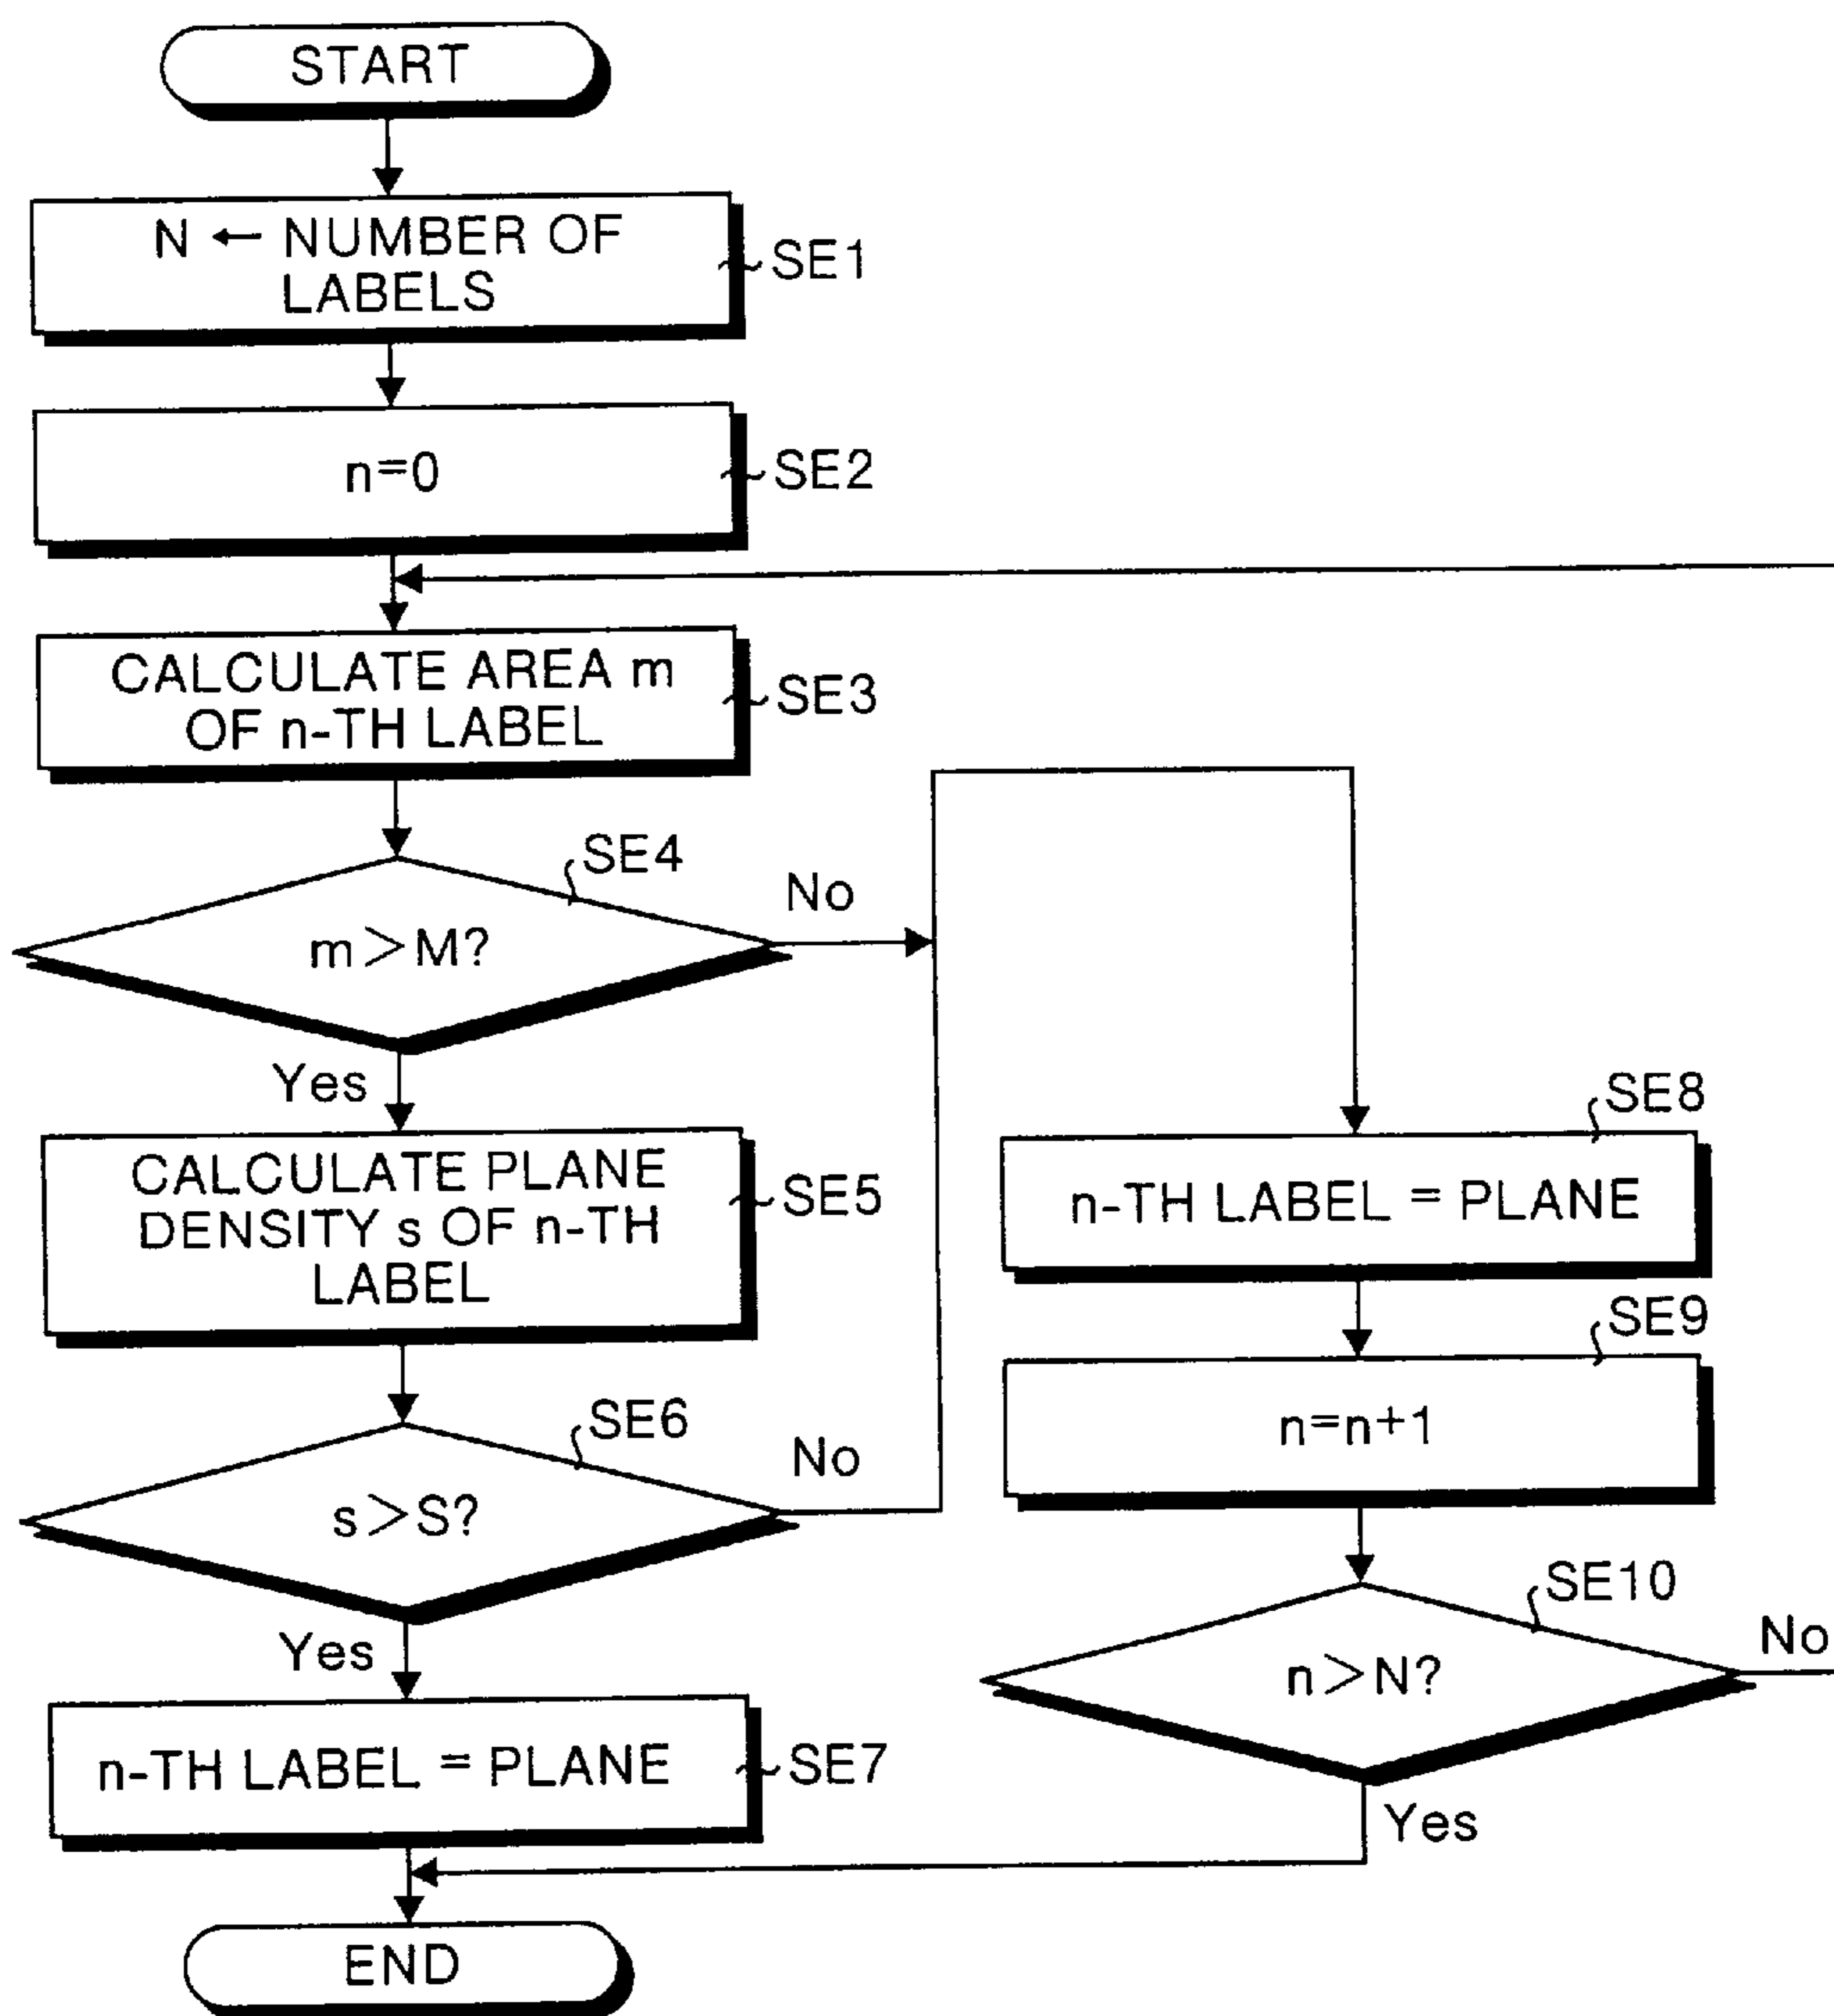 START
N ← NUMBER OF
LABELS
SE1
n=0
SE2
CALCULATE AREA m
OF n-TH LABEL
SE3
SE4
No
m>M?
Yes
CALCULATE PLANE
DENSITY s OF n-TH
LABEL
SE5
SE6
No
s>S?
Yes
n-TH LABEL = PLANE
SE7
SE8
n-TH LABEL = PLANE
SE9
n=n+1
SE10
No
n>N?
Yes
END